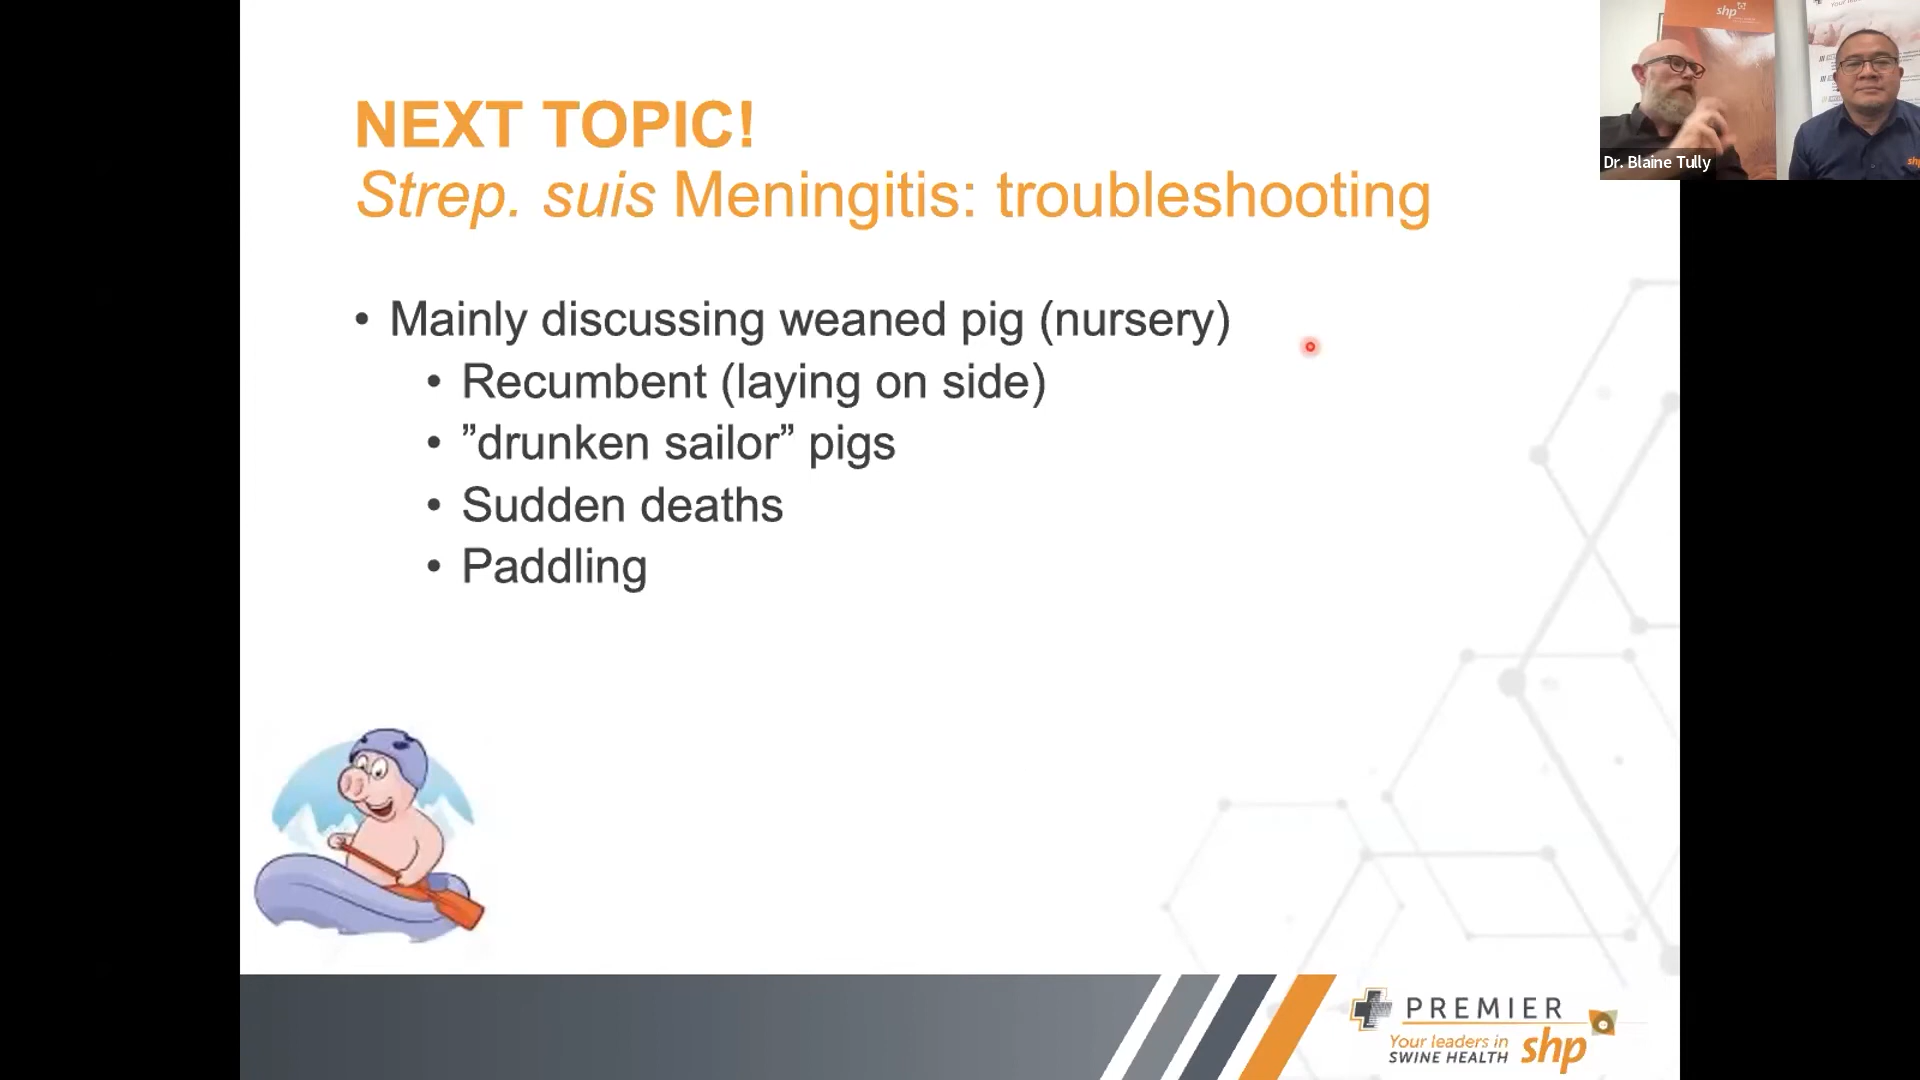 NEXT TOPIC!
Strep. suis Meningitis: troubleshooting
• Mainly discussing weaned pig (nursery)
• Recumbent (laying on side)
• ”drunken sailor” pigs
• Sudden deaths
• Paddling
shp
Dr. Blaine Tully
PREMIER
Your leaders in
SWINE HEALTH
shp